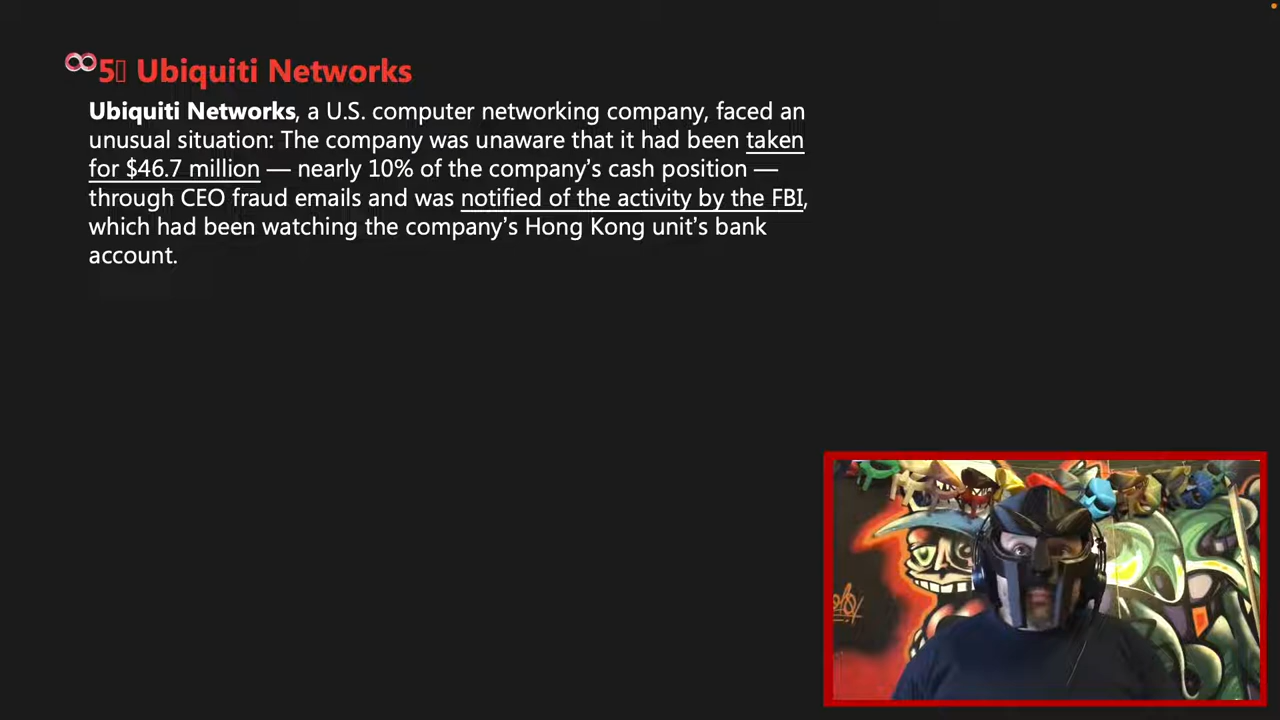 5 Ubiquiti Networks
Ubiquiti Networks, a U.S. computer networking company, faced an
unusual situation: The company was unaware that it had been taken
for $46.7 million — nearly 10% of the company’s cash position —
through CEO fraud emails and was notified of the activity by the FBI,
which had been watching the company’s Hong Kong unit’s bank
account.